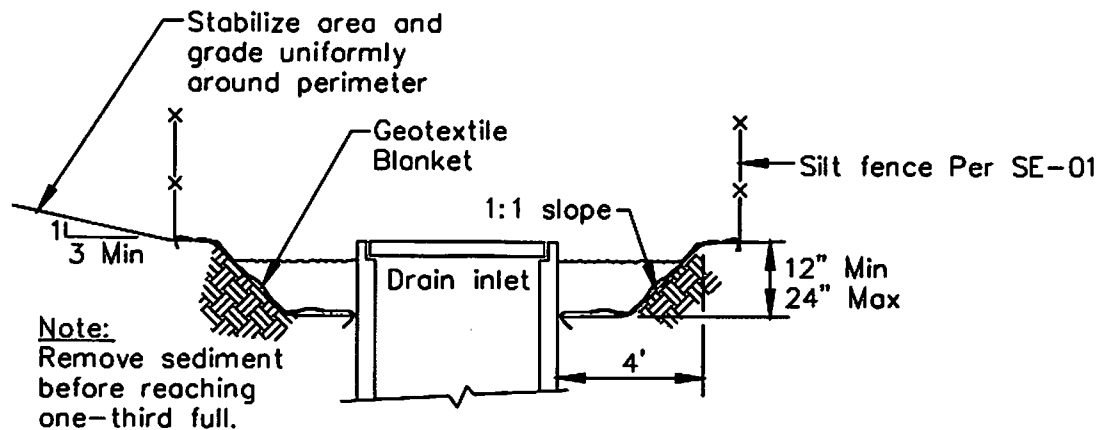 Stabilize area and
grade uniformly
around perimeter
Geotextile
Blanket
Silt fence Per SE-01
1:1 slope
1
3 Min
Drain inlet
12" Min
24" Max
4'
Note:
Remove sediment
before reaching
one-third full.